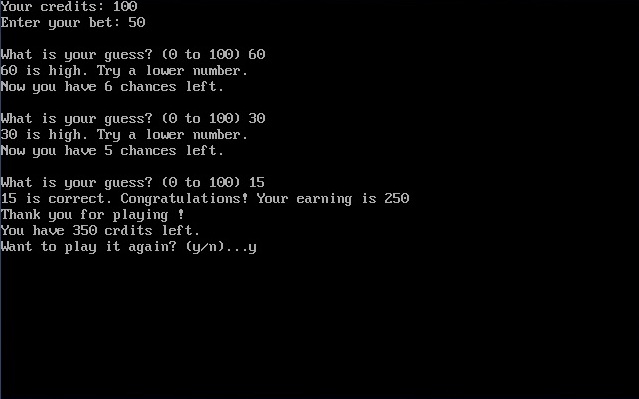 Your credits: 100
Enter your bet: 50
What is your guess? (0 to 100) 60
60 is high. Try a lower number.
Now you have 6 chances left.
What is your guess? (0 to 100) 30
30 is high. Try a lower number.
Now you have 5 chances left.
What is your guess? (0 to 100) 15
15 is correct. Congratulations! Your earning is 250
Thank you for playing !
You have 350 crdits left.
Want to play it again? (y/n)...y